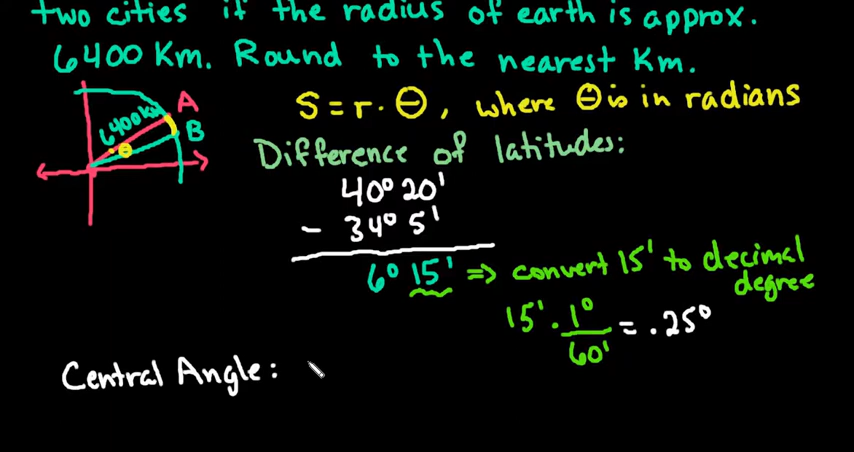 two cities if the radius of earth is approx.
6400 Km. Round to the nearest Km.
A
6400 km
B
θ
S = r · θ, where θ is in radians
Difference of latitudes:
40° 20'
- 34° 5'
6° 15' => convert 15' to decimal degree
15' · 1°/60' = .25°
Central Angle: